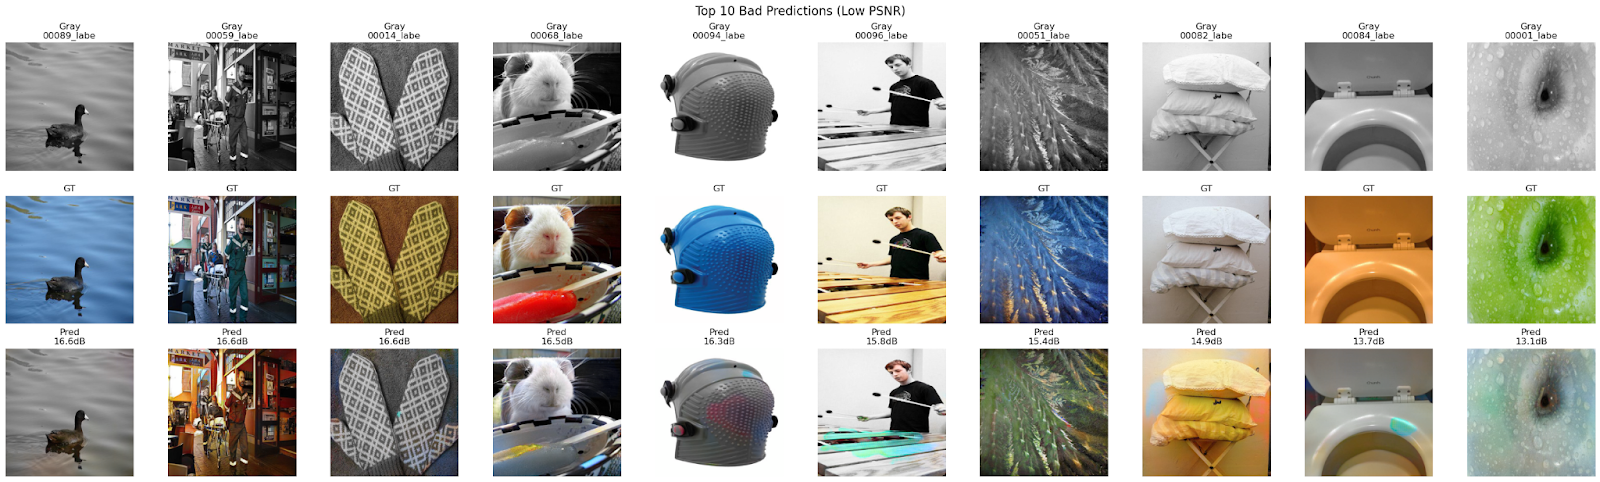 Top 10 Bad Predictions (Low PSNR)
Gray Gray Gray Gray Gray Gray Gray Gray Gray Gray
00089_labe 00059_labe 00014_labe 00068_labe 00094_labe 00096_labe 00051_labe 00082_labe 00084_labe 00001_labe
MARKET
GT GT GT GT GT GT GT GT GT GT
MARKET
Pred Pred Pred Pred Pred Pred Pred Pred Pred Pred
16.6dB 16.6dB 16.6dB 16.5dB 16.3dB 15.8dB 15.4dB 14.9dB 13.7dB 13.1dB